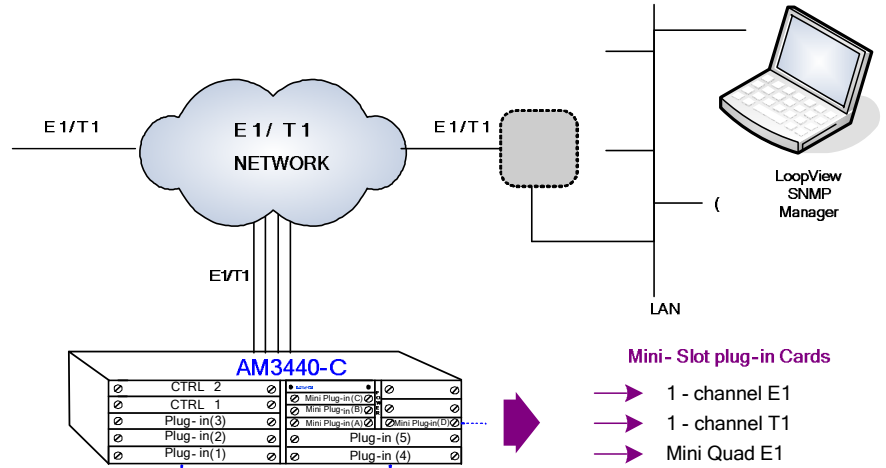 E1/T1
E1/ T1
NETWORK
E1/T1
LoopView
SNMP
Manager
(
E1/T1
LAN
AM3440-C
CTRL 2
CTRL 1
Plug-in(3)
Plug-in(2)
Plug-in(1)
Mini Plug-in(C)
Mini Plug-in(B)
Mini Plug-in(A)
Mini Plug-in(D)
Plug-in (5)
Plug-in (4)
Mini- Slot plug-in Cards
1 - channel E1
1 - channel T1
Mini Quad E1